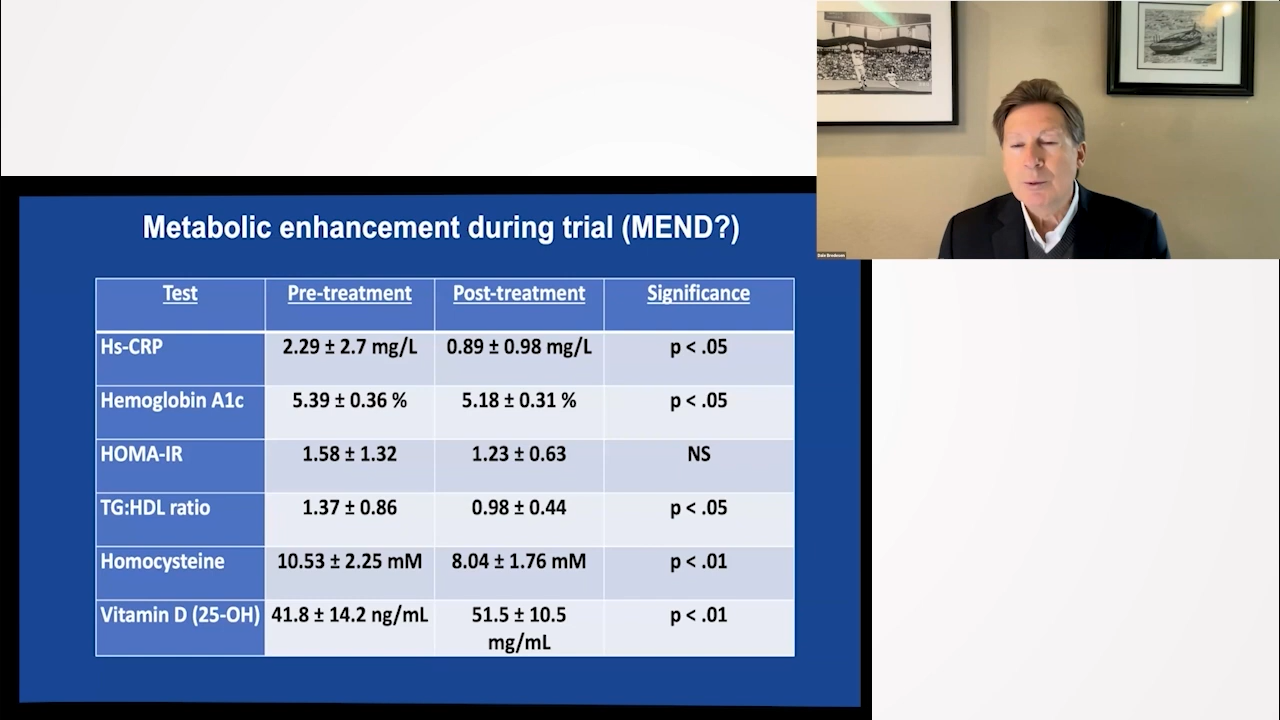 Metabolic enhancement during trial (MEND?)
Test Pre-treatment Post-treatment Significance
Hs-CRP 2.29 ± 2.7 mg/L 0.89 ± 0.98 mg/L p < .05
Hemoglobin A1c 5.39 ± 0.36 % 5.18 ± 0.31 % p < .05
HOMA-IR 1.58 ± 1.32 1.23 ± 0.63 NS
TG:HDL ratio 1.37 ± 0.86 0.98 ± 0.44 p < .05
Homocysteine 10.53 ± 2.25 mM 8.04 ± 1.76 mM p < .01
Vitamin D (25-OH) 41.8 ± 14.2 ng/mL 51.5 ± 10.5 p < .01
mg/mL
Dale Bredesen